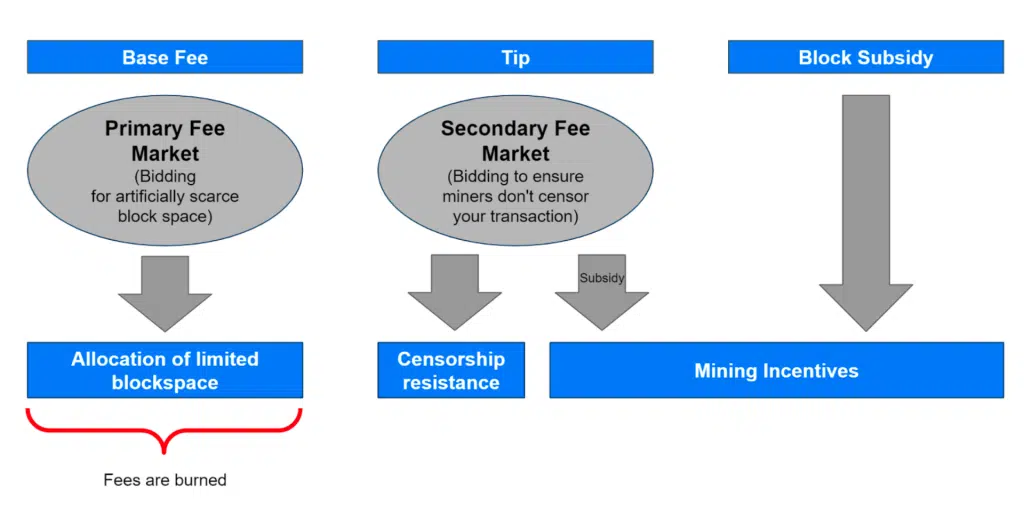 Base Fee
Tip
Block Subsidy
Primary Fee
Market
(Bidding
for artificially scarce
block space)
Secondary Fee
Market
(Bidding to ensure
miners don't censor
your transaction)
Subsidy
Allocation of limited
blockspace
Censorship
resistance
Mining Incentives
Fees are burned